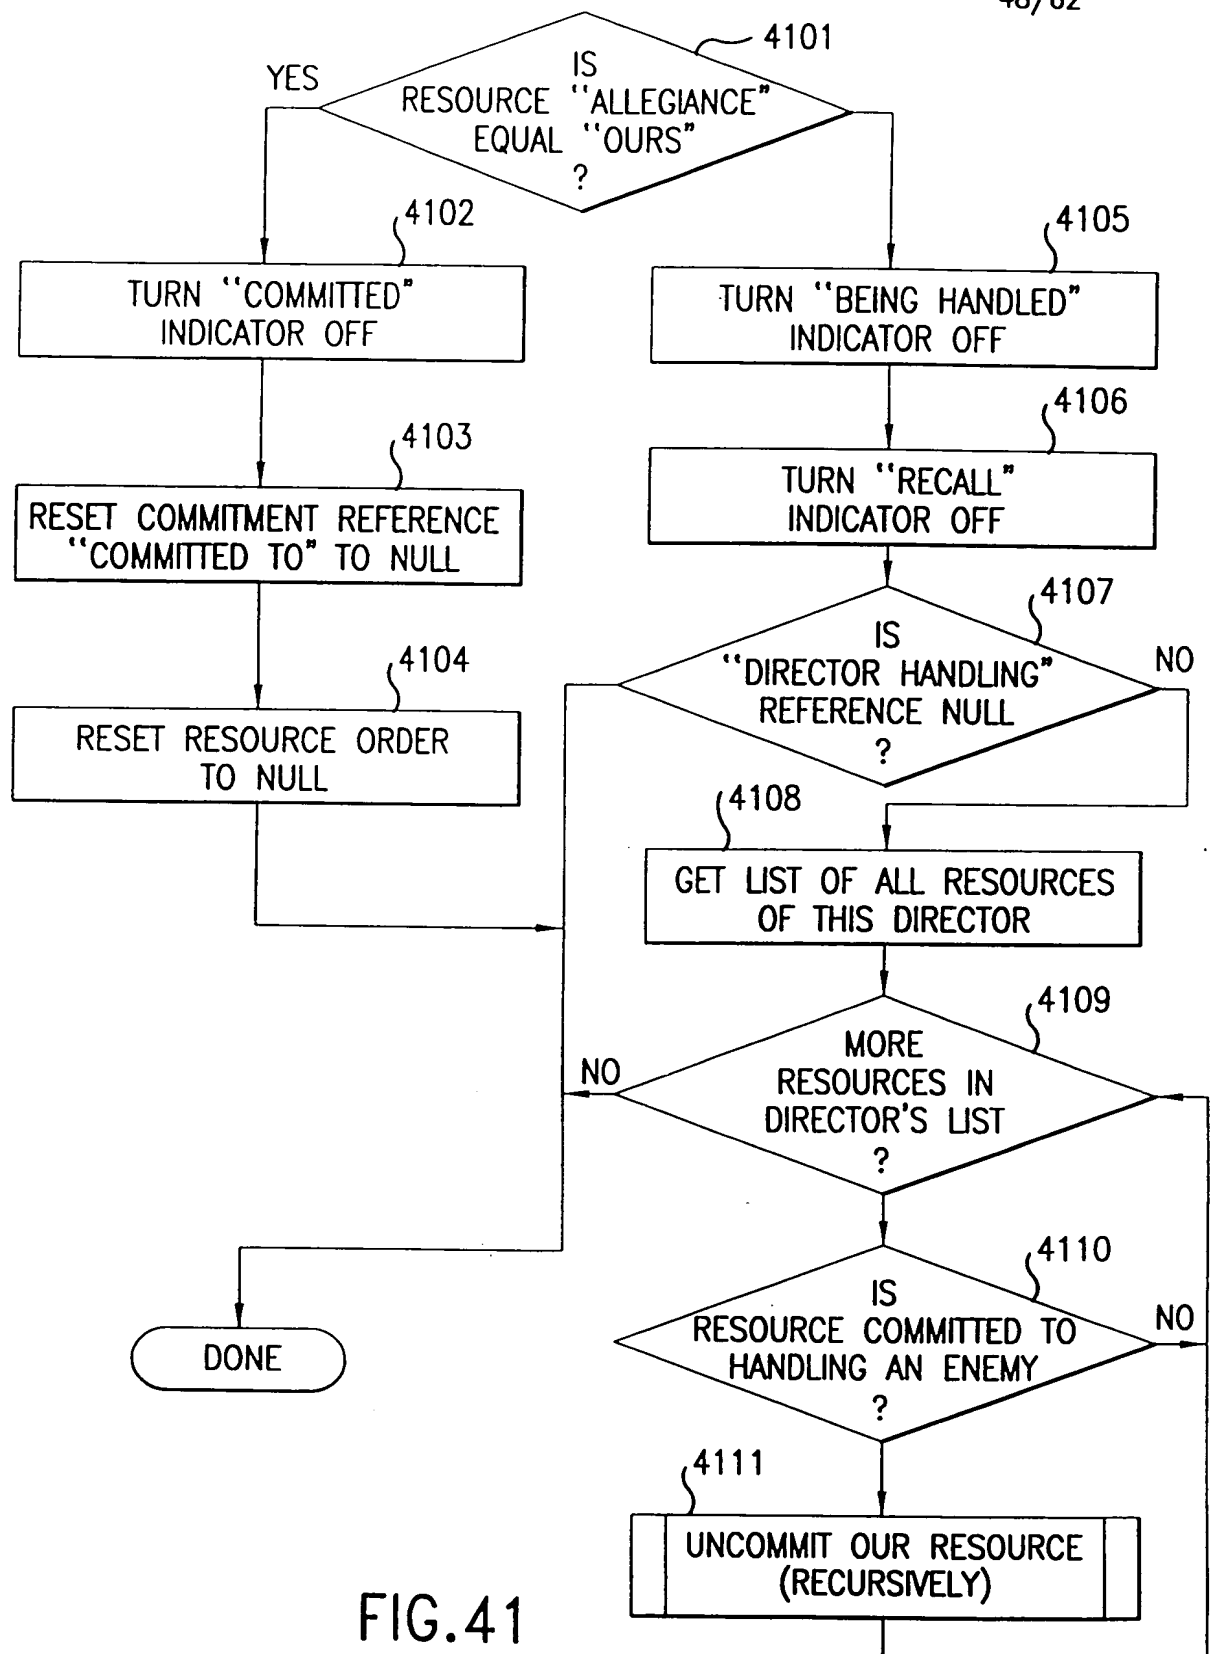 48/62
4101
YES
IS
RESOURCE "ALLEGIANCE"
EQUAL "OURS"
?
4102
TURN "COMMITTED"
INDICATOR OFF
4105
TURN "BEING HANDLED"
INDICATOR OFF
4103
RESET COMMITMENT REFERENCE
"COMMITTED TO" TO NULL
4106
TURN "RECALL"
INDICATOR OFF
4104
RESET RESOURCE ORDER
TO NULL
4107
IS
"DIRECTOR HANDLING"
REFERENCE NULL
?
NO
4108
GET LIST OF ALL RESOURCES
OF THIS DIRECTOR
4109
MORE
RESOURCES IN
DIRECTOR'S LIST
?
NO
4110
IS
RESOURCE COMMITTED TO
HANDLING AN ENEMY
?
NO
DONE
4111
UNCOMMIT OUR RESOURCE
(RECURSIVELY)
FIG.41